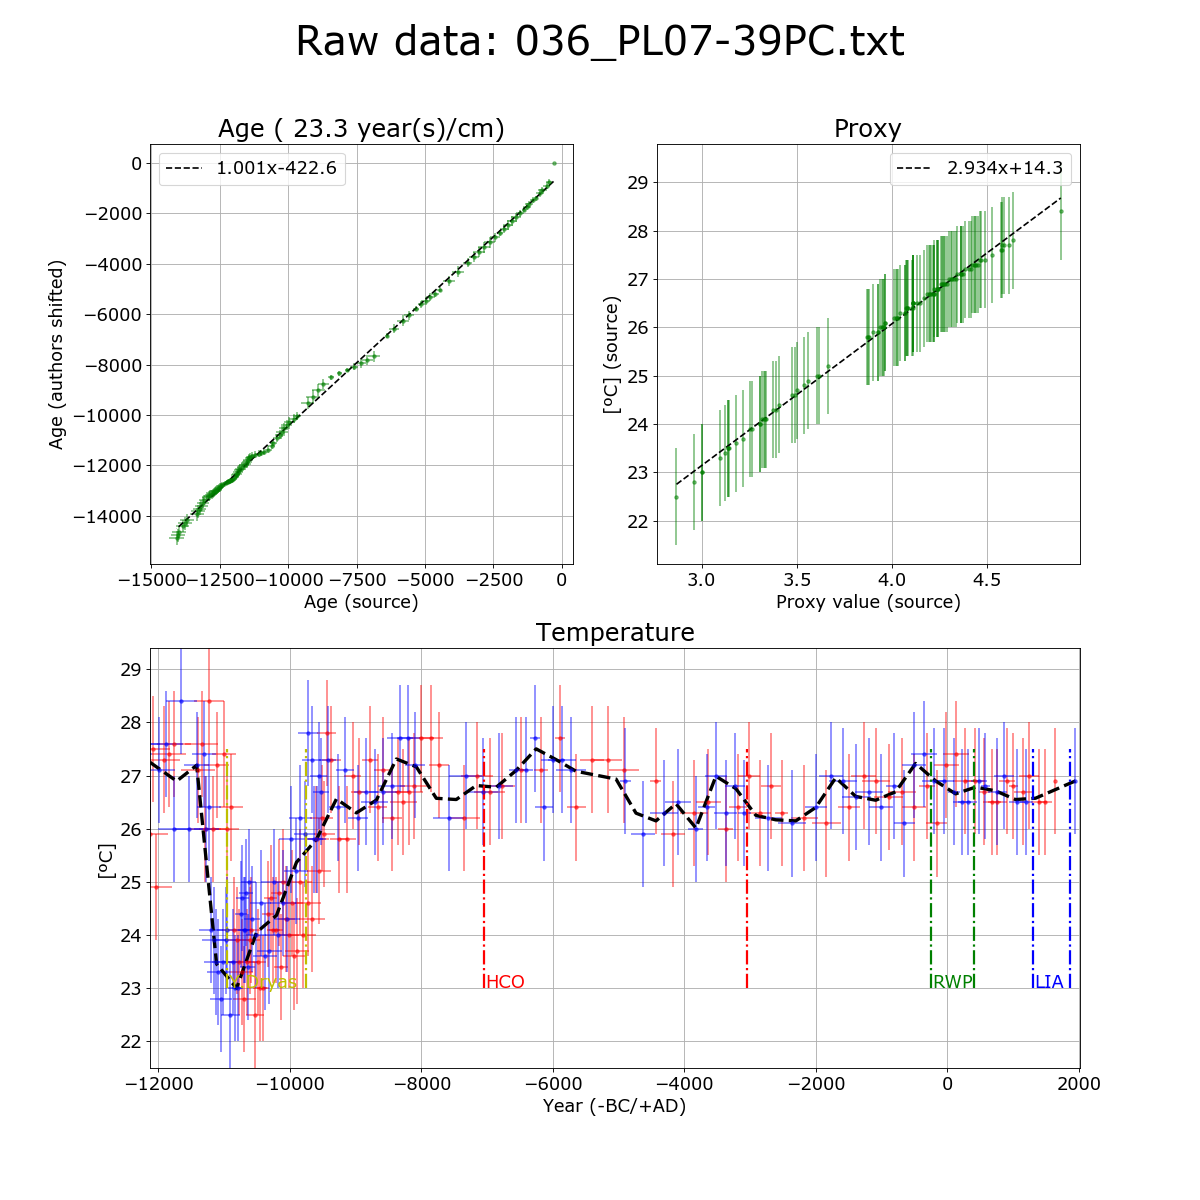 Raw data: 036_PL07-39PC.txt
Age ( 23.3 year(s)/cm)
Proxy
1.001x-422.6
2.934x+14.3
0
−2000
−4000
−6000
−8000
−10000
−12000
−14000
Age (authors shifted)
−15000 −12500 −10000 −7500 −5000 −2500 0
Age (source)
29
28
27
26
25
24
23
22
[ºC] (source)
3.0 3.5 4.0 4.5
Proxy value (source)
Temperature
29
28
27
26
25
24
23
22
[ºC]
HCO
RWP
LIA
−12000 −10000 −8000 −6000 −4000 −2000 0 2000
Year (-BC/+AD)